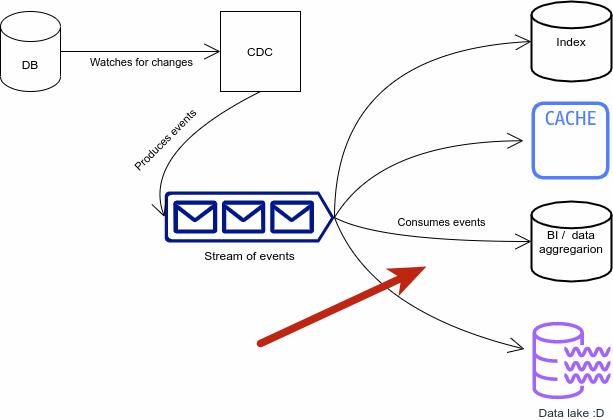 DB
Watches for changes
CDC
Produces events
Stream of events
Consumes events
Index
CACHE
BI / data
aggregarion
Data lake :D